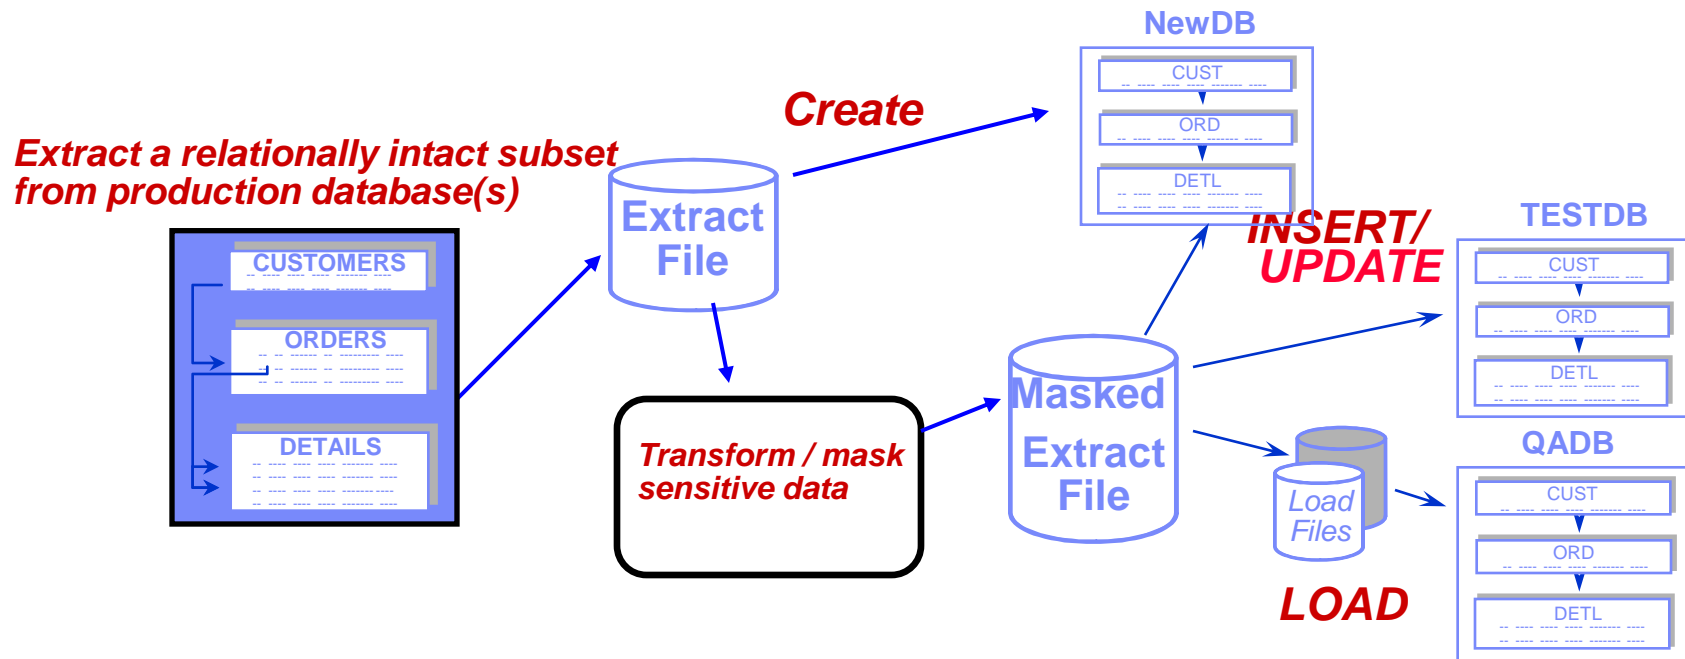 NewDB
CUST
ORD
DETL
Create
Extract a relationally intact subset
from production database(s)
CUSTOMERS
ORDERS
DETAILS
Extract
File
Transform / mask
sensitive data
Masked
Extract
File
INSERT/
UPDATE
TESTDB
CUST
ORD
DETL
Load
Files
LOAD
QADB
CUST
ORD
DETL